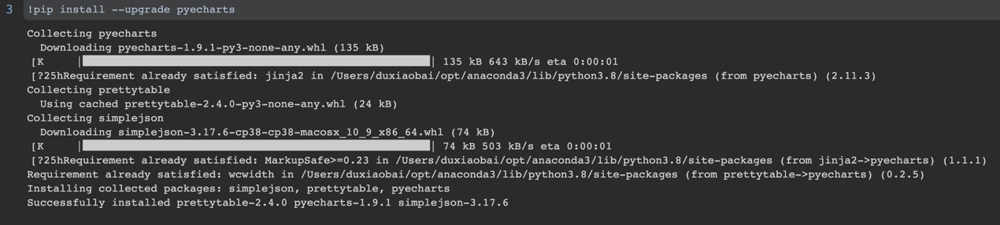 3 !pip install --upgrade pyecharts
Collecting pyecharts
  Downloading pyecharts-1.9.1-py3-none-any.whl (135 kB)
[K     |████████████████████████████████| 135 kB 643 kB/s eta 0:00:01
[?25hRequirement already satisfied: jinja2 in /Users/duxiaobai/opt/anaconda3/lib/python3.8/site-packages (from pyecharts) (2.11.3)
Collecting prettytable
  Using cached prettytable-2.4.0-py3-none-any.whl (24 kB)
Collecting simplejson
  Downloading simplejson-3.17.6-cp38-cp38-macosx_10_9_x86_64.whl (74 kB)
[K     |████████████████████████████████| 74 kB 503 kB/s eta 0:00:01
[?25hRequirement already satisfied: MarkupSafe>=0.23 in /Users/duxiaobai/opt/anaconda3/lib/python3.8/site-packages (from jinja2->pyecharts) (1.1.1)
Requirement already satisfied: wcwidth in /Users/duxiaobai/opt/anaconda3/lib/python3.8/site-packages (from prettytable->pyecharts) (0.2.5)
Installing collected packages: simplejson, prettytable, pyecharts
Successfully installed prettytable-2.4.0 pyecharts-1.9.1 simplejson-3.17.6